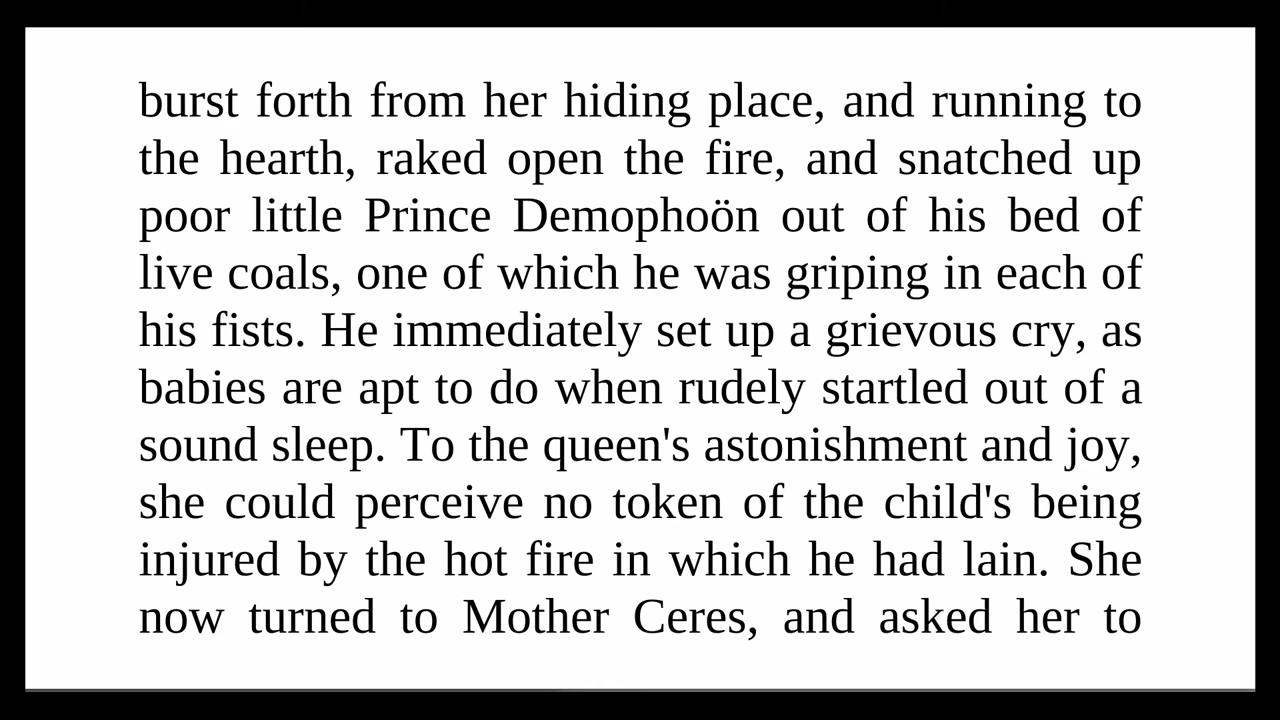 burst forth from her hiding place, and running to
the hearth, raked open the fire, and snatched up
poor little Prince Demophoön out of his bed of
live coals, one of which he was griping in each of
his fists. He immediately set up a grievous cry, as
babies are apt to do when rudely startled out of a
sound sleep. To the queen's astonishment and joy,
she could perceive no token of the child's being
injured by the hot fire in which he had lain. She
now turned to Mother Ceres, and asked her to